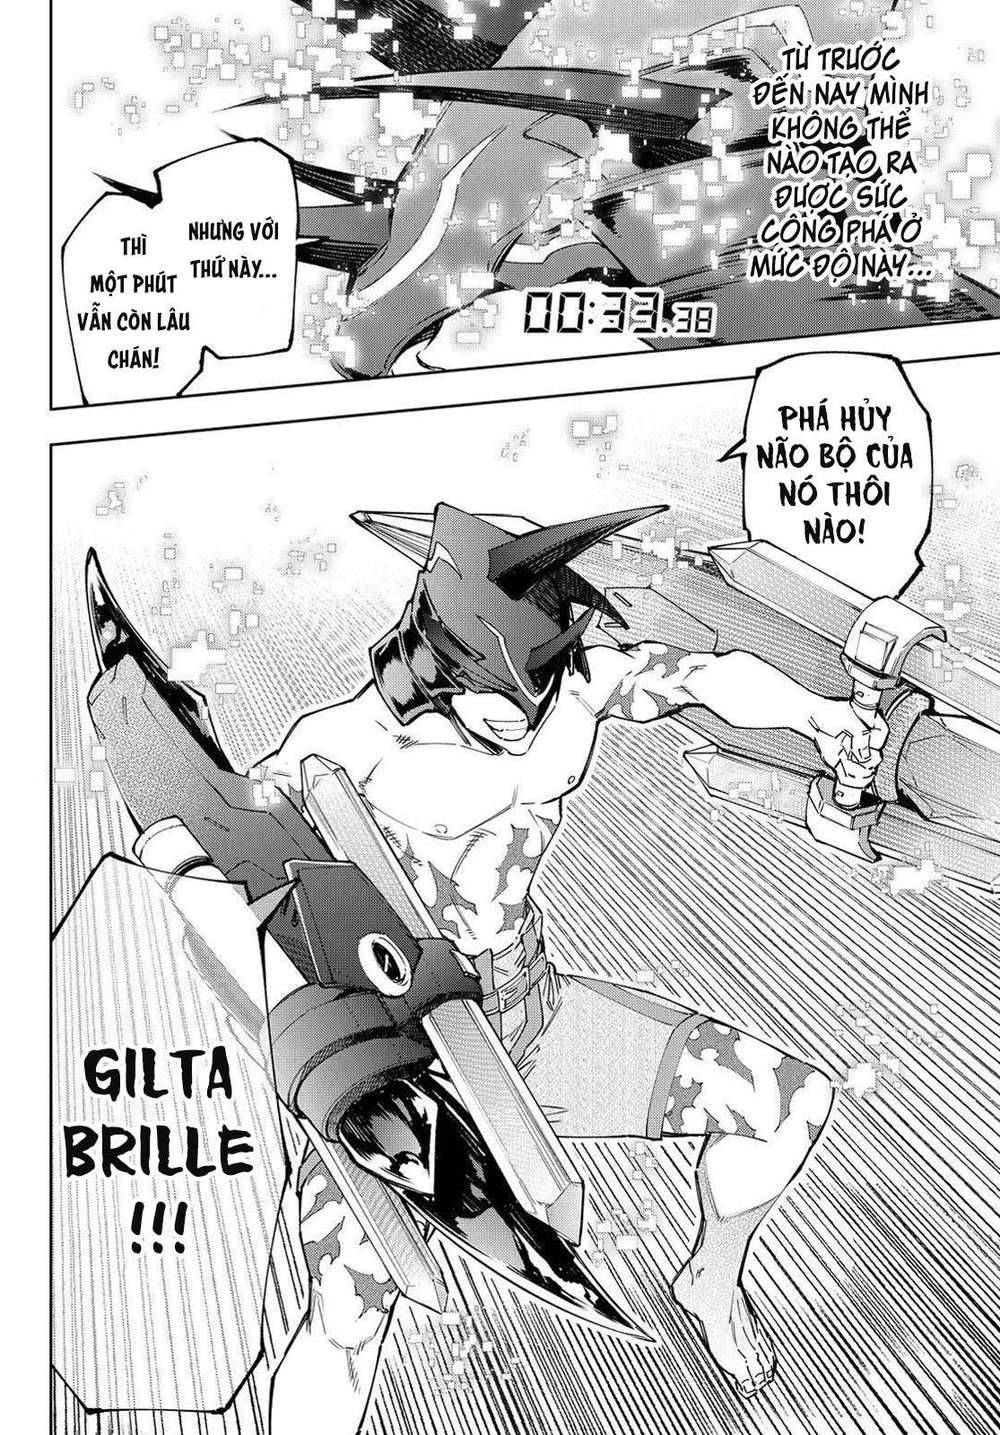 TỪ TRƯỚC
ĐẾN NAY MÌNH
KHÔNG THỂ
NÀO TẠO RA
ĐƯỢC SỨC
CÔNG PHÁ Ở
MỨC ĐỘ NÀY...
NHƯNG VỚI
THỨ NÀY...
THÌ
MỘT PHÚT
VẪN CÒN LÂU
CHÁN!
00:33.38
PHÁ HỦY
NÃO BỘ CỦA
NÓ THÔI
NÀO!
GILTA
BRILLE
!!!